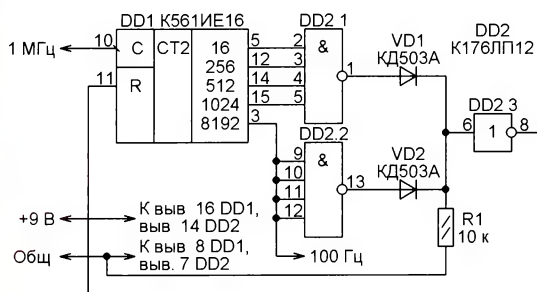 DD1 К561ИЕ16
DD2.1
VD1
КД503А
DD2
К176ЛП12
1 МГц
10
C
CT2
16
5
2
&
256
12
3
512
14
4
1024
15
5
8192
3
1
11
R
DD2.2
9
&
10
11
12
13
VD2
КД503А
DD2.3
6
1
8
R1
10 к
+9 В
К выв 16 DD1,
выв 14 DD2
Общ
К выв 8 DD1,
выв. 7 DD2
100 Гц